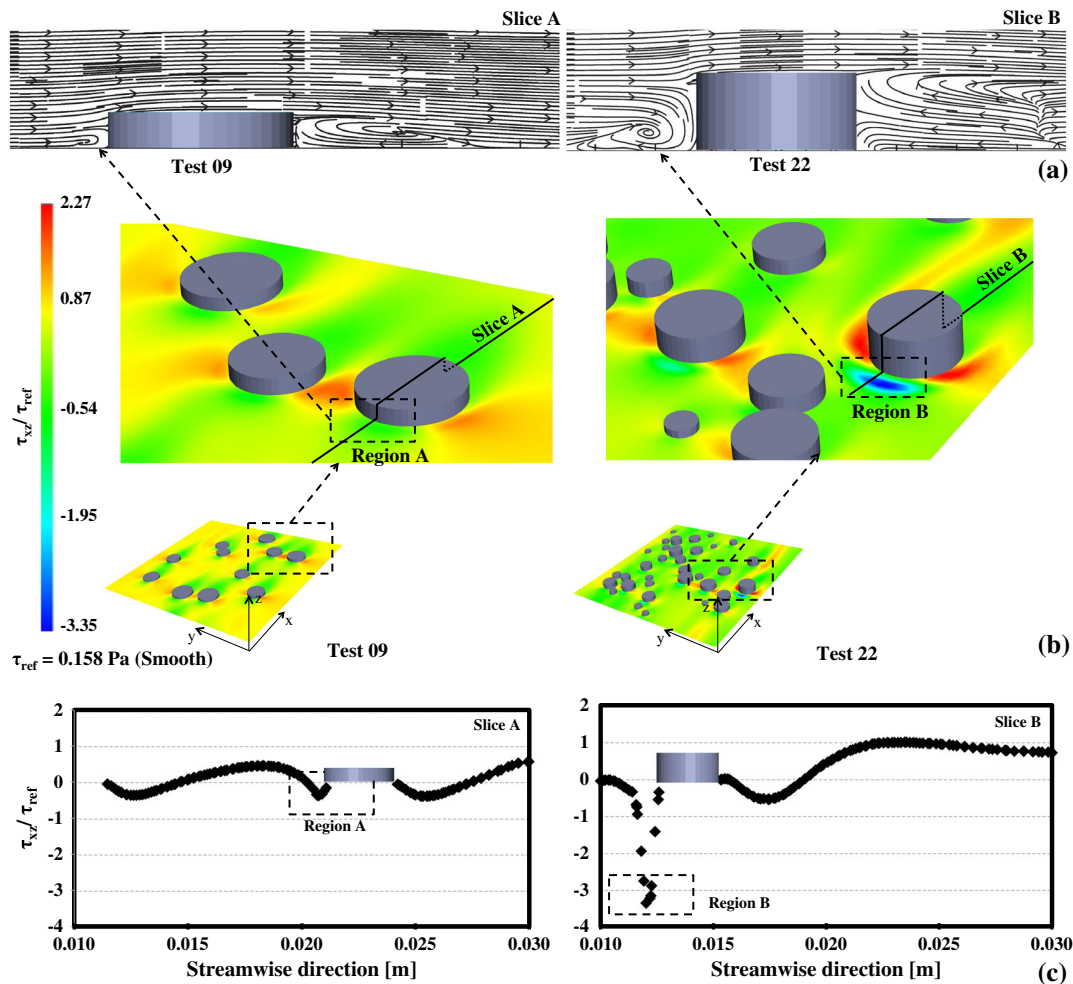 Slice A
Slice B
Test 09
Test 22
(a)
2.27
0.87
-0.54
-1.95
-3.35
τxz/ τref
Slice A
Region A
Slice B
Region B
z
x
y
z
x
y
τref = 0.158 Pa (Smooth)
Test 09
Test 22
(b)
τxz/ τref
2
1
0
-1
-2
-3
-4
Slice A
Region A
0.010
0.015
0.020
0.025
0.030
Streamwise direction [m]
2
1
0
-1
-2
-3
-4
Slice B
Region B
0.010
0.015
0.020
0.025
0.030
Streamwise direction [m]
(c)